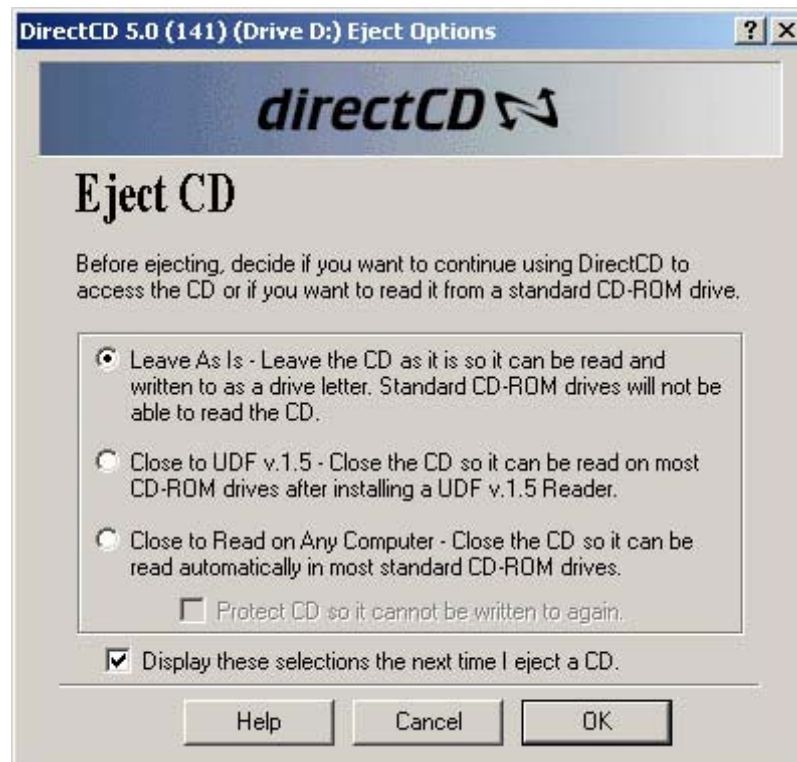 DirectCD 5.0 (141) (Drive D:) Eject Options
directCD
Eject CD
Before ejecting, decide if you want to continue using DirectCD to
access the CD or if you want to read it from a standard CD-ROM drive.
Leave As Is - Leave the CD as it is so it can be read and
written to as a drive letter. Standard CD-ROM drives will not be
able to read the CD.
Close to UDF v.1.5 - Close the CD so it can be read on most
CD-ROM drives after installing a UDF v.1.5 Reader.
Close to Read on Any Computer - Close the CD so it can be
read automatically in most standard CD-ROM drives.
Protect CD so it cannot be written to again.
Display these selections the next time I eject a CD.
Help Cancel OK